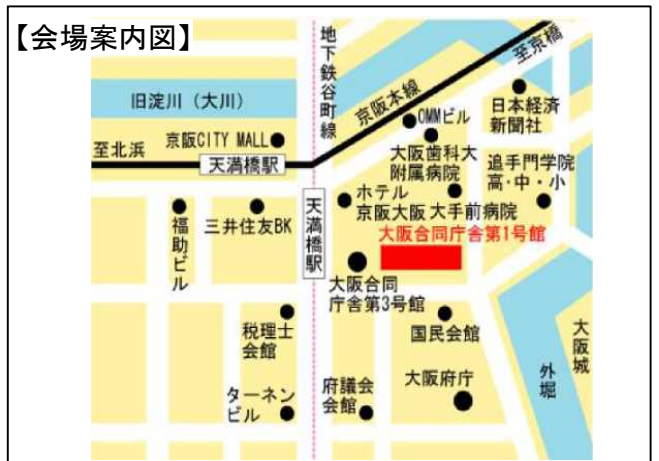 【会場案内図】
地下鉄谷町線
至京橋
旧淀川（大川）
京阪本線
OMMビル
日本経済
新聞社
至北浜
京阪CITY MALL
天満橋駅
大阪歯科大
附属病院
追手門学院
高・中・小
福助ビル
三井住友BK
天満橋駅
ホテル
京阪大阪
大手前病院
大阪合同庁舎第1号館
大阪合同
庁舎第3号館
税理士
会館
国民会館
大阪城
外堀
ターネン
ビル
府議会
会館
大阪府庁